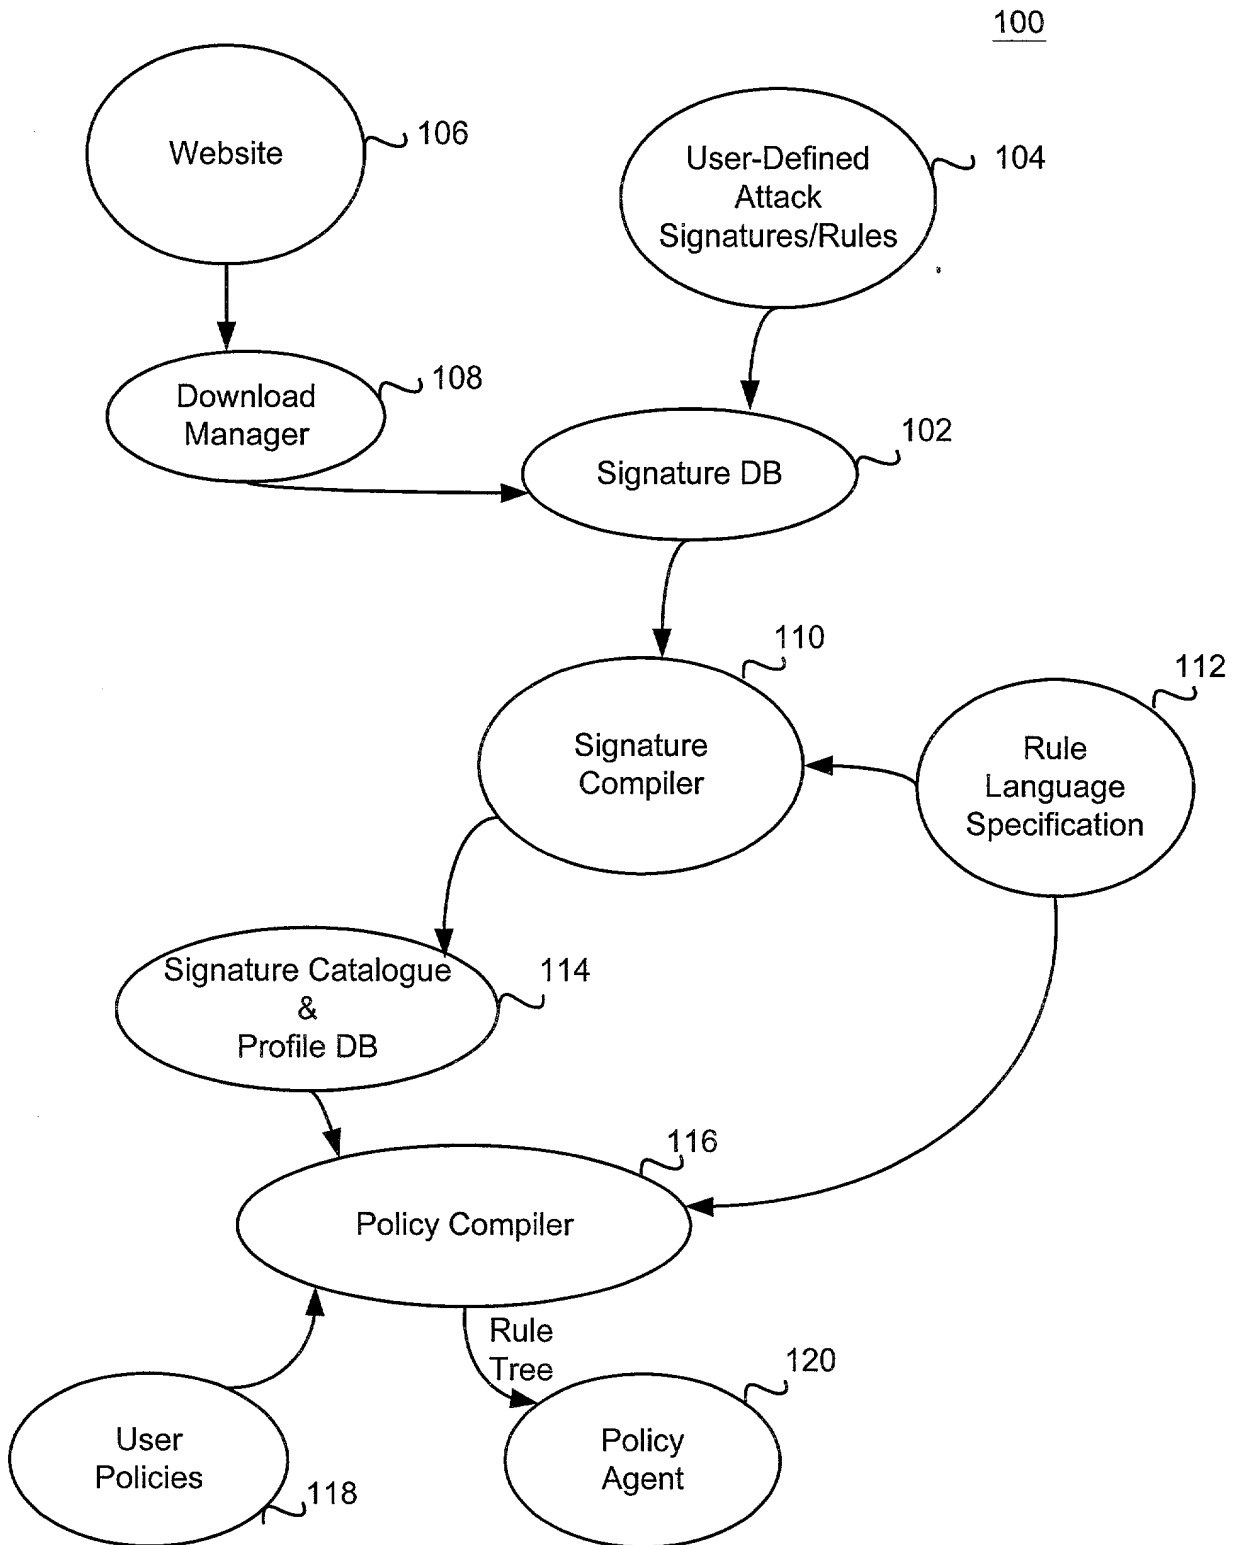 100
Website
106
User-Defined
Attack
Signatures/Rules
104
Download
Manager
108
Signature DB
102
Signature
Compiler
110
Rule
Language
Specification
112
Signature Catalogue
&
Profile DB
114
Policy Compiler
116
Rule
Tree
User
Policies
118
Policy
Agent
120